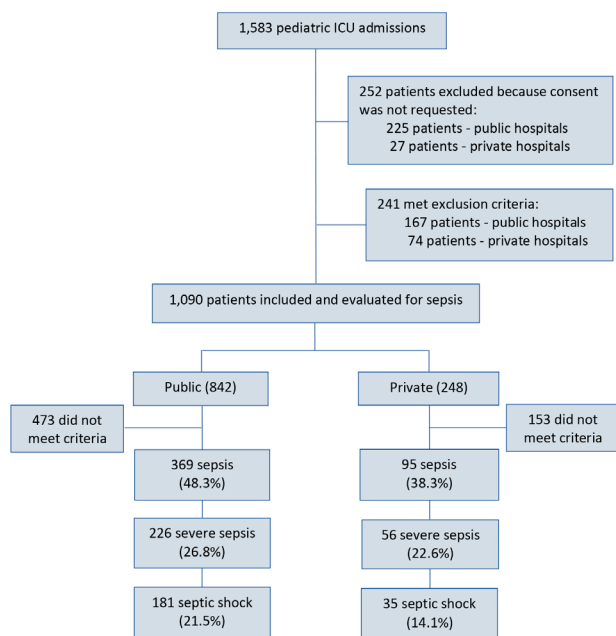 1,583 pediatric ICU admissions
252 patients excluded because consent
was not requested:
225 patients - public hospitals
27 patients - private hospitals
241 met exclusion criteria:
167 patients - public hospitals
74 patients - private hospitals
1,090 patients included and evaluated for sepsis
Public (842)
Private (248)
473 did not
meet criteria
153 did not
meet criteria
369 sepsis
(48.3%)
95 sepsis
(38.3%)
226 severe sepsis
(26.8%)
56 severe sepsis
(22.6%)
181 septic shock
(21.5%)
35 septic shock
(14.1%)